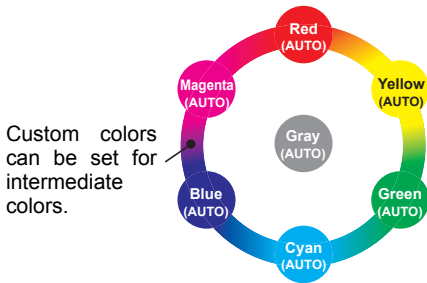 Red
(AUTO)
Magenta
(AUTO)
Yellow
(AUTO)
Gray
(AUTO)
Custom colors
can be set for
intermediate
colors.
Blue
(AUTO)
Green
(AUTO)
Cyan
(AUTO)